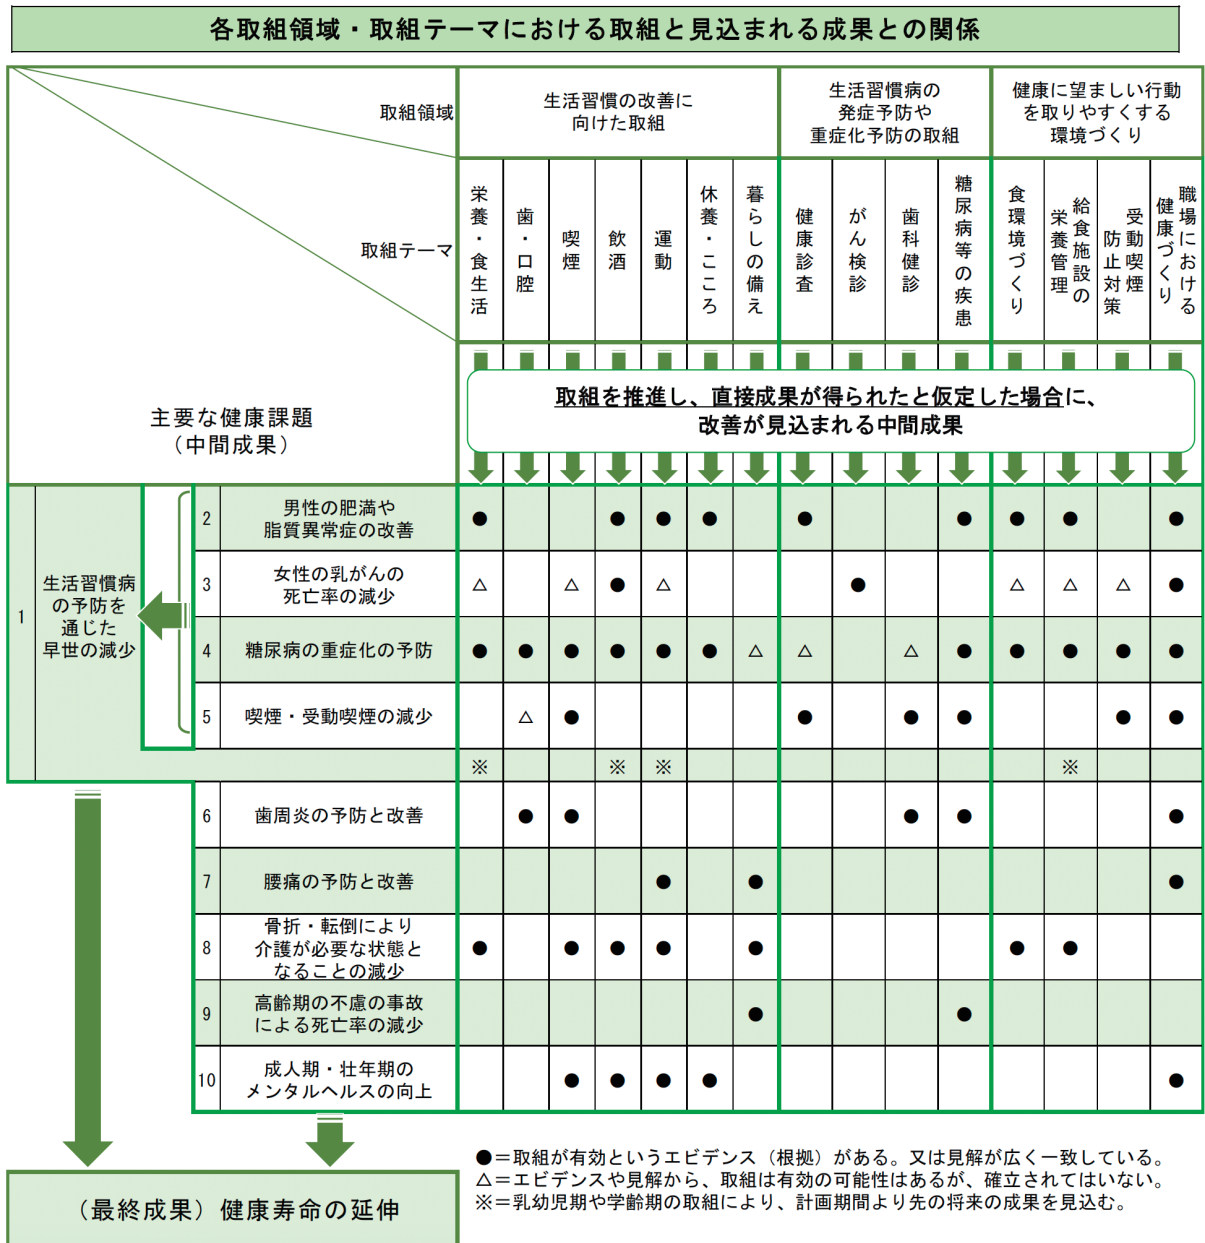 各取組領域・取組テーマにおける取組と見込まれる成果との関係
取組領域
生活習慣の改善に
向けた取組
生活習慣病の
発症予防や
重症化予防の取組
健康に望ましい行動
を取りやすくする
環境づくり
取組テーマ
栄養・食生活
歯・口腔
喫煙
飲酒
運動
休養・こころ
暮らしの備え
健康診査
がん検診
歯科健診
糖尿病等の疾患
食環境づくり
給食施設の
栄養管理
受動喫煙
防止対策
職場における
健康づくり
主要な健康課題
（中間成果）
取組を推進し、直接成果が得られたと仮定した場合に、
改善が見込まれる中間成果
1
生活習慣病
の予防を
通じた
早世の減少
2 男性の肥満や
脂質異常症の改善
● ● ● ● ● ● ● ● ●
3 女性の乳がんの
死亡率の減少
△ △ ● △ ● △ △ △ ●
4 糖尿病の重症化の予防 ● ● ● ● ● ● △ △ △ ● ● ● ● ●
5 喫煙・受動喫煙の減少 △ ● ● ● ● ● ●
※ ※ ※ ※
6 歯周炎の予防と改善 ● ● ● ● ●
7 腰痛の予防と改善 ● ● ●
8 骨折・転倒により
介護が必要な状態と
なることの減少
● ● ● ● ● ● ●
9 高齢期の不慮の事故
による死亡率の減少
● ●
10 成人期・壮年期の
メンタルヘルスの向上
● ● ● ● ●
●＝取組が有効というエビデンス（根拠）がある。又は見解が広く一致している。
△＝エビデンスや見解から、取組は有効の可能性はあるが、確立されてはいない。
※＝乳幼児期や学齢期の取組により、計画期間より先の将来の成果を見込む。
（最終成果）健康寿命の延伸